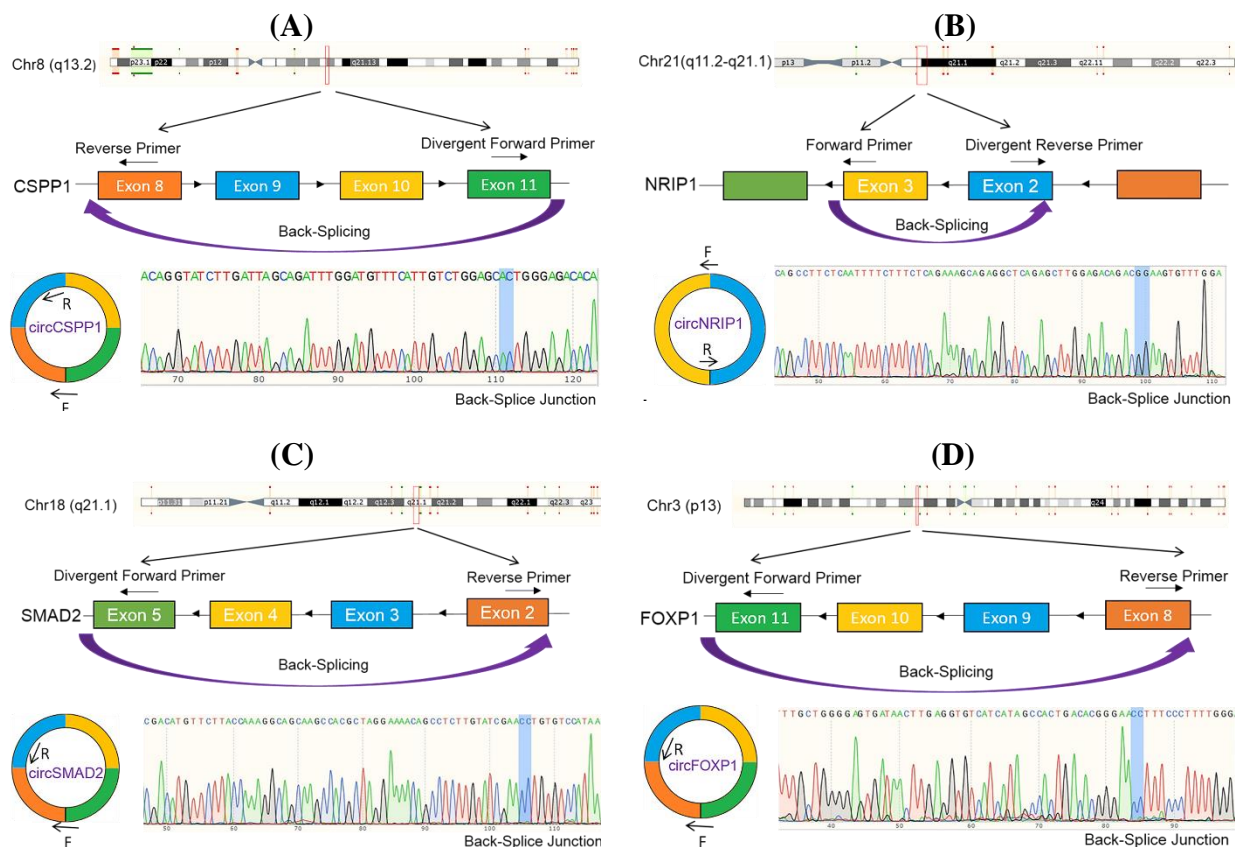 (A)
Chr8 (q13.2)
p23.1 p22 p12 q21.13
Reverse Primer
Divergent Forward Primer
CSPP1
Exon 8 Exon 9 Exon 10 Exon 11
Back-Splicing
ACAGGTATCTTGATTAGCAGATTTGGATGTTTCATTGTCTGGAGCACTGGGAGACACA
R
circCSPP1
F
70 80 90 100 110 120
Back-Splice Junction
(B)
Chr21(q11.2-q21.1)
p13 p11.2 q21.1 q21.2 q21.3 q22.11 q22.2 q22.3
Forward Primer
Divergent Reverse Primer
NRIP1
Exon 3 Exon 2
Back-Splicing
CAGCCTTCTCAATTTTCTTTCTCAGAAAGCAGAGGCTCAGAGCTTGGAGACAGACGGAAGTGTTTGGA
F
circNRIP1
R
50 60 70 80 90 100 110
Back-Splice Junction
(C)
Chr18 (q21.1)
p11.31 p11.21 q11.2 q12.1 q12.2 q12.3 q21.1 q21.2 q22.1 q22.3 q23
Divergent Forward Primer
Reverse Primer
SMAD2
Exon 5 Exon 4 Exon 3 Exon 2
Back-Splicing
CGACATGTTCTTACCAAAGGCAGCAAGCCACGCTAGGAAAACAGCCTCTTGTATCGAACCTGTGTCCATAA
R
circSMAD2
F
50 60 70 80 90 100 110
Back-Splice Junction
(D)
Chr3 (p13)
q24
Divergent Forward Primer
Reverse Primer
FOXP1
Exon 11 Exon 10 Exon 9 Exon 8
Back-Splicing
TTGCTGGGGAGTGATAACTTGAGGTGTCATCATAGCCACTGACACGGGAACCTTTCCCTTTTGGGA
R
circFOXP1
F
40 50 60 70 80 90
Back-Splice Junction